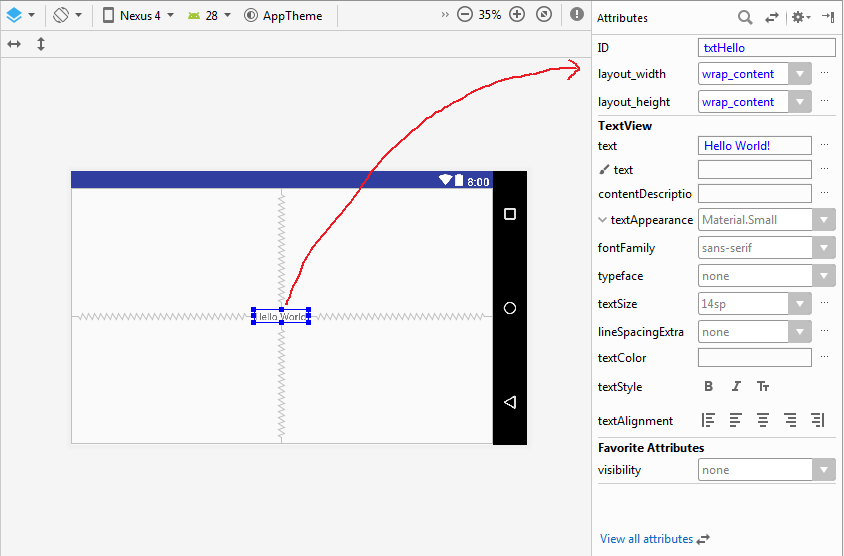 Nexus 4 28 AppTheme » 35%
Attributes
ID txtHello
layout_width wrap_content ...
layout_height wrap_content ...
TextView
text Hello World! ...
text ...
contentDescriptio ...
textAppearance Material.Small
fontFamily sans-serif
typeface none
textSize 14sp ...
lineSpacingExtra none ...
textColor ...
textStyle B I Tт
textAlignment
Favorite Attributes
visibility none
View all attributes
8:00
Hello World